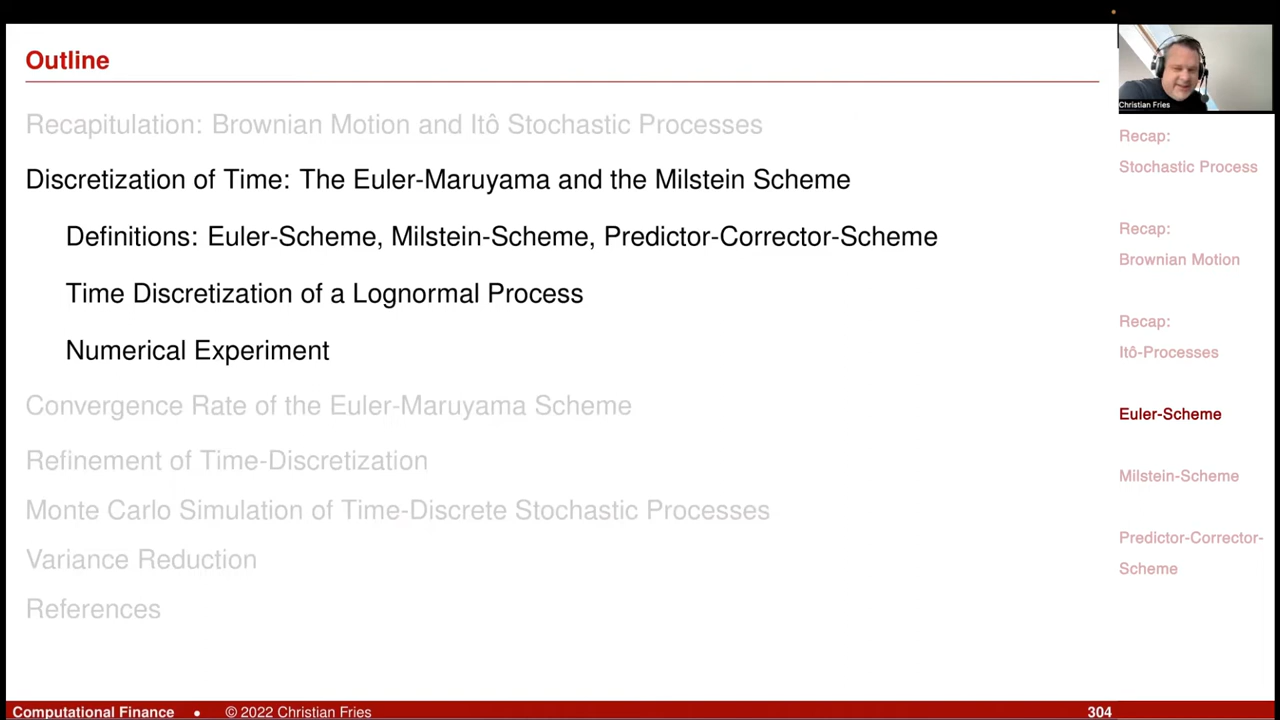 Outline
Recapitulation: Brownian Motion and Itô Stochastic Processes
Discretization of Time: The Euler-Maruyama and the Milstein Scheme
Definitions: Euler-Scheme, Milstein-Scheme, Predictor-Corrector-Scheme
Time Discretization of a Lognormal Process
Numerical Experiment
Convergence Rate of the Euler-Maruyama Scheme
Refinement of Time-Discretization
Monte Carlo Simulation of Time-Discrete Stochastic Processes
Variance Reduction
References
Christian Fries
Recap:
Stochastic Process
Recap:
Brownian Motion
Recap:
Itô-Processes
Euler-Scheme
Milstein-Scheme
Predictor-Corrector-
Scheme
Computational Finance • © 2022 Christian Fries 304